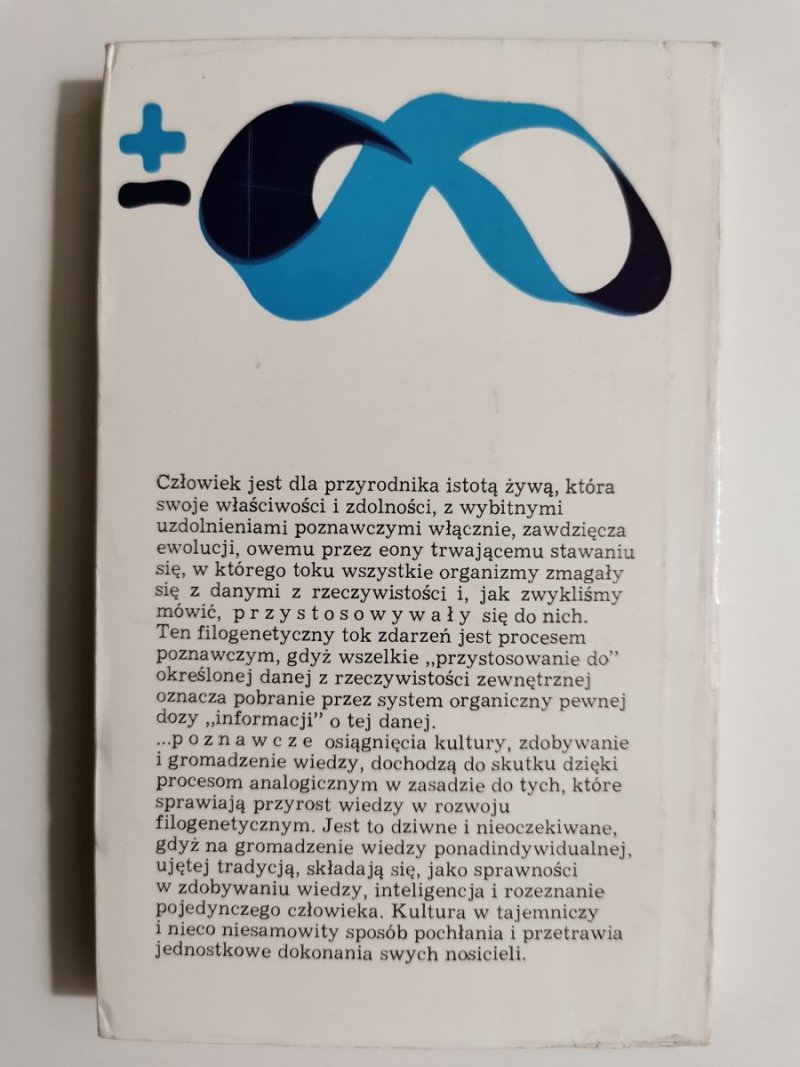 ±
Człowiek jest dla przyrodnika istotą żywą, która
swoje właściwości i zdolności, z wybitnymi
uzdolnieniami poznawczymi włącznie, zawdzięcza
ewolucji, owemu przez eony trwającemu stawaniu
się, w którego toku wszystkie organizmy zmagały
się z danymi z rzeczywistości i, jak zwykliśmy
mówić, p r z y s t o s o w y w a ł y się do nich.
Ten filogenetyczny tok zdarzeń jest procesem
poznawczym, gdyż wszelkie „przystosowanie do”
określonej danej z rzeczywistości zewnętrznej
oznacza pobranie przez system organiczny pewnej
dozy „informacji” o tej danej.
...p o z n a w c z e osiągnięcia kultury, zdobywanie
i gromadzenie wiedzy, dochodzą do skutku dzięki
procesom analogicznym w zasadzie do tych, które
sprawiają przyrost wiedzy w rozwoju
filogenetycznym. Jest to dziwne i nieoczekiwane,
gdyż na gromadzenie wiedzy ponadindywidualnej,
ujętej tradycją, składają się, jako sprawności
w zdobywaniu wiedzy, inteligencja i rozeznanie
pojedynczego człowieka. Kultura w tajemniczy
i nieco niesamowity sposób pochłania i przetrawia
jednostkowe dokonania swych nosicieli.